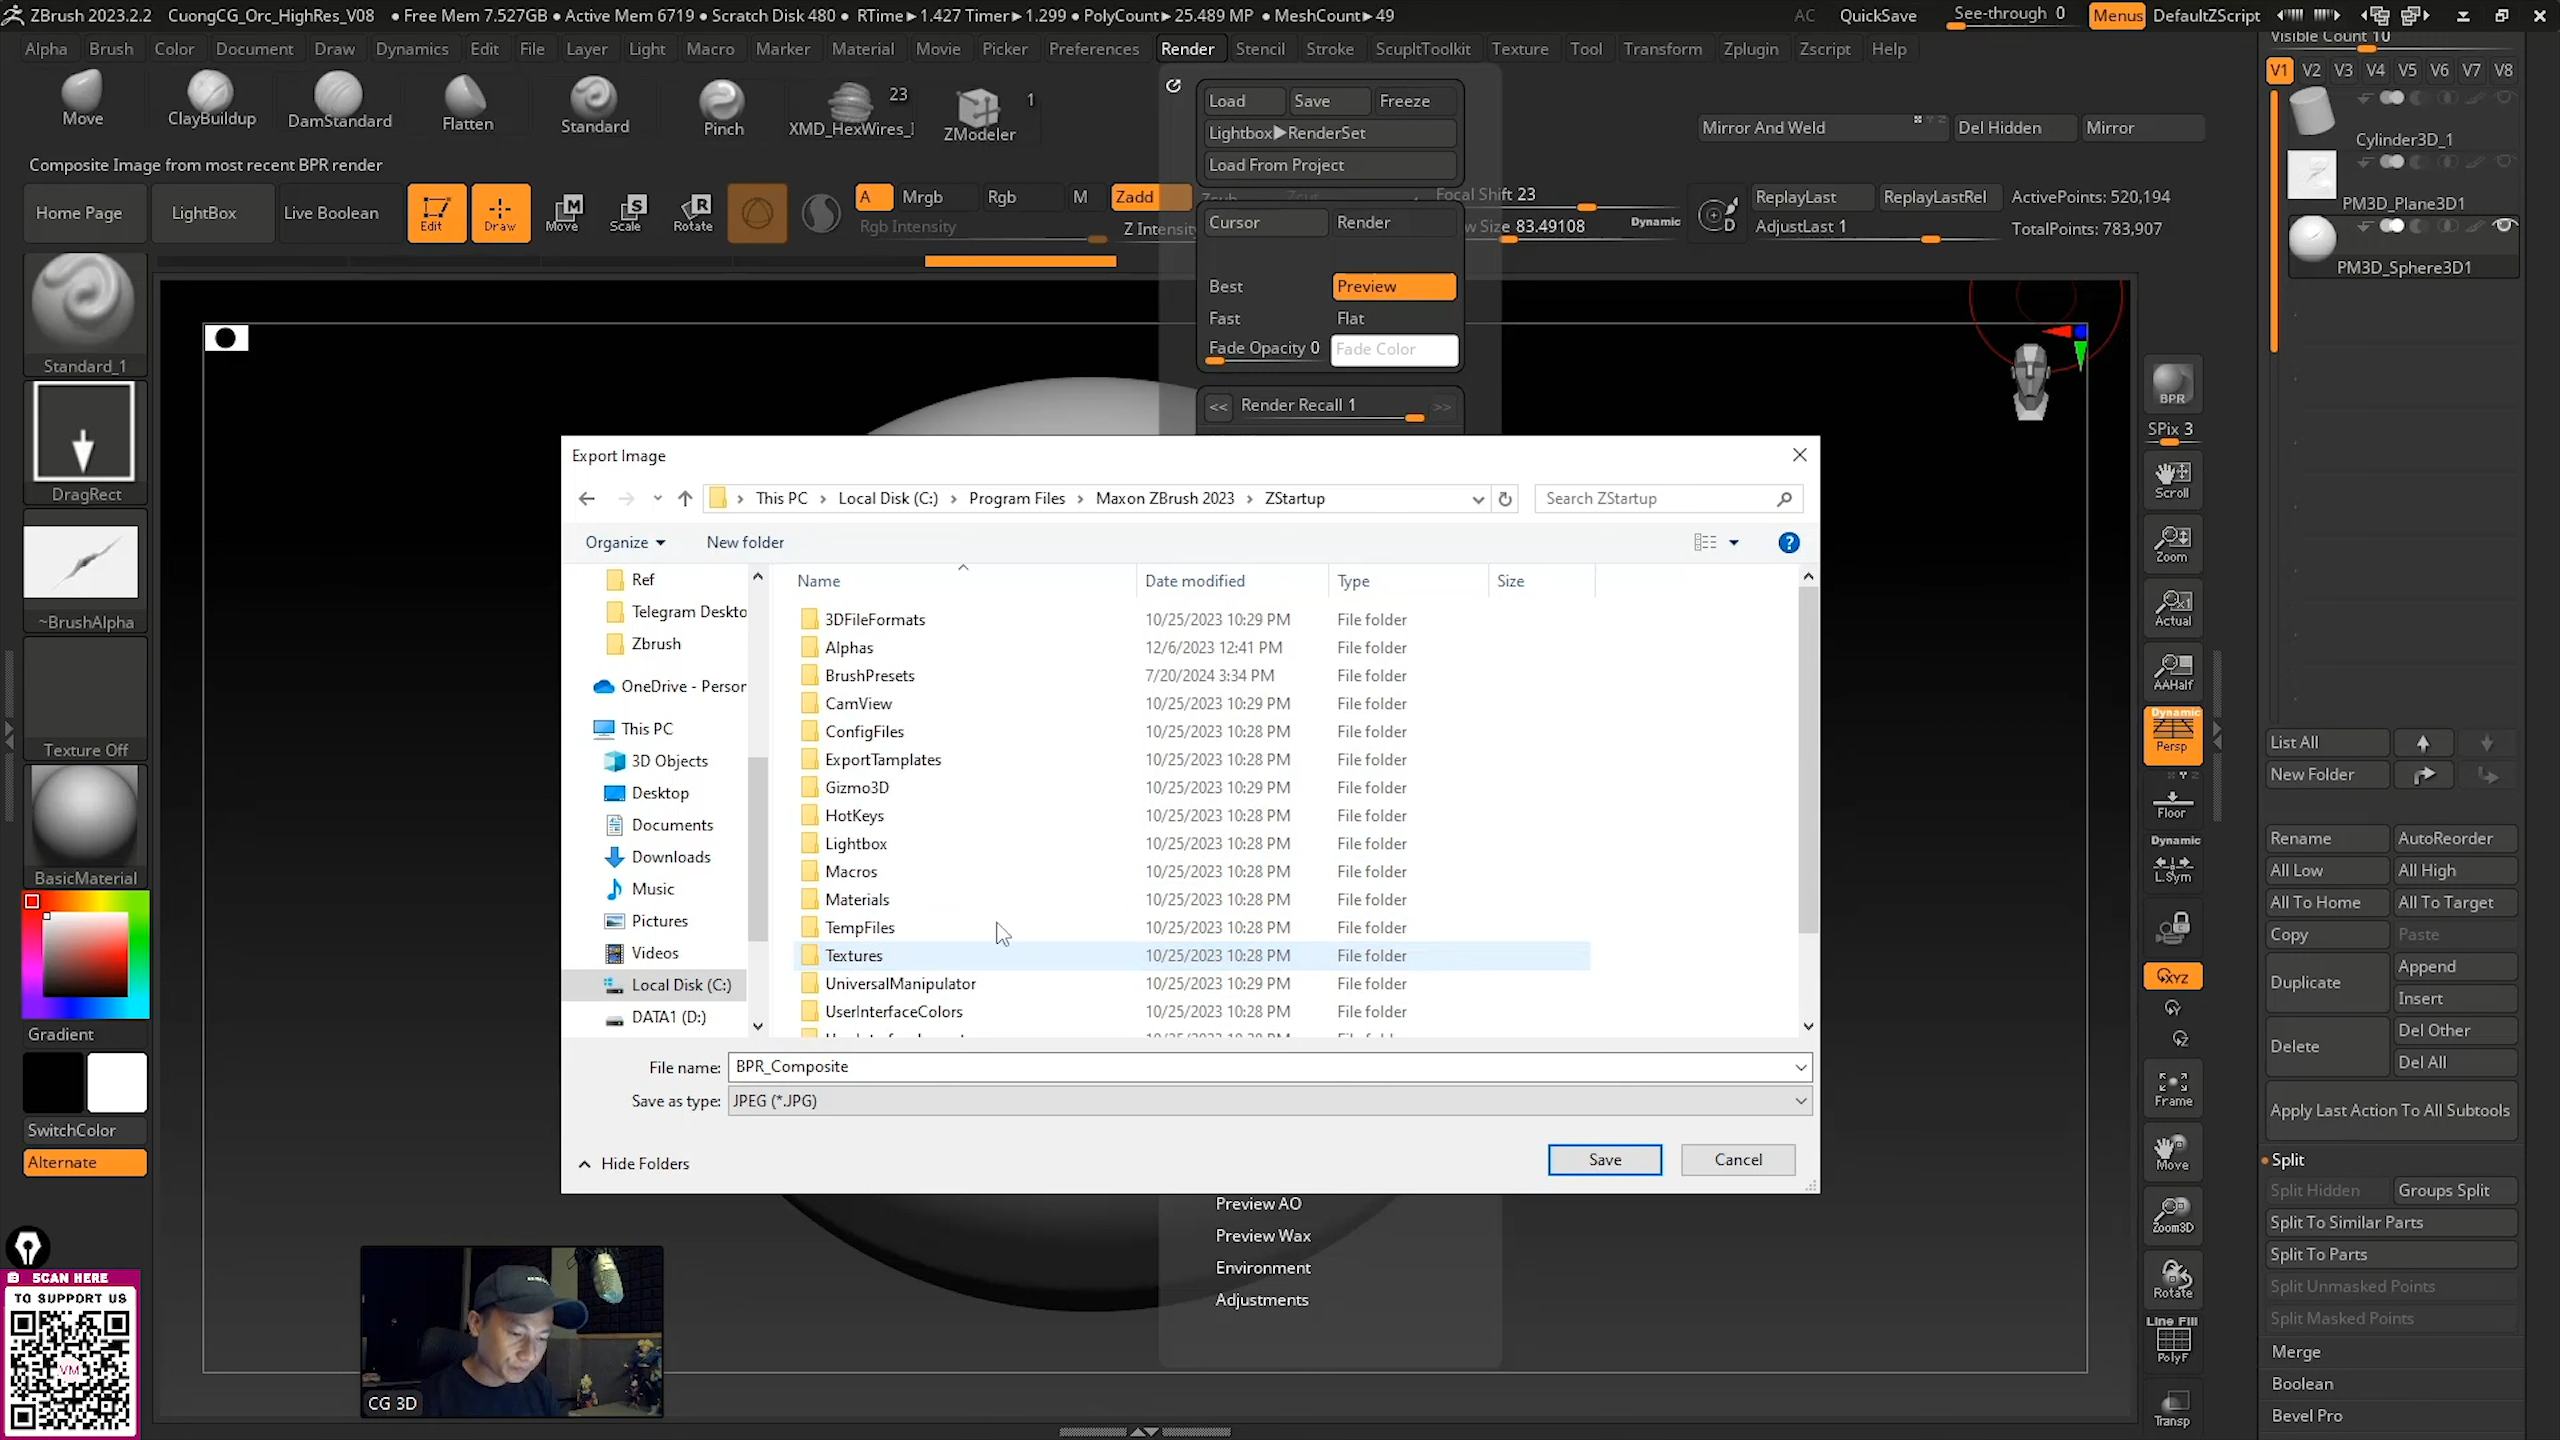 ZBrush 2023.2.2 CuongCG_Orc_HighRes_V08 • Free Mem 7.527GB • Active Mem 6719 • Scratch Disk 480 • RTime▶1.427 Timer▶1.299 • PolyCount▶25.489 MP • MeshCount▶49 AC QuickSave See-through 0 Menus DefaultZScript
Alpha Brush Color Document Draw Dynamics Edit File Layer Light Macro Marker Material Movie Picker Preferences Render Stencil Stroke ScupltToolkit Texture Tool Transform Zplugin Zscript Help
Visible Count 10
V1 V2 V3 V4 V5 V6 V7 V8
Move ClayBuildup DamStandard Flatten Standard Pinch XMD_HexWires_ 23 ZModeler 1
Load Save Freeze
Lightbox▶RenderSet
Load From Project
Mirror And Weld Del Hidden Mirror
Cylinder3D_1
PM3D_Plane3D1
PM3D_Sphere3D1
Composite Image from most recent BPR render
Home Page LightBox Live Boolean Edit Draw Move Scale Rotate A Mrgb Rgb M Zadd
Rgb Intensity Z Intensity
Focal Shift 23
Size 83.49108 Dynamic
ReplayLast ReplayLastRel ActivePoints: 520,194
AdjustLast 1 TotalPoints: 783,907
Cursor Render
Best Preview
Fast Flat
Fade Opacity 0 Fade Color
<< Render Recall 1 >>
Standard_1
DragRect
~BrushAlpha
Texture Off
BasicMaterial
Gradient
SwitchColor
Alternate
Export Image
This PC › Local Disk (C:) › Program Files › Maxon ZBrush 2023 › ZStartup
Search ZStartup
Organize New folder
Ref
Telegram Deskto
Zbrush
OneDrive - Person
This PC
3D Objects
Desktop
Documents
Downloads
Music
Pictures
Videos
Local Disk (C:)
DATA1 (D:)
Name Date modified Type Size
3DFileFormats 10/25/2023 10:29 PM File folder
Alphas 12/6/2023 12:41 PM File folder
BrushPresets 7/20/2024 3:34 PM File folder
CamView 10/25/2023 10:29 PM File folder
ConfigFiles 10/25/2023 10:28 PM File folder
ExportTamplates 10/25/2023 10:28 PM File folder
Gizmo3D 10/25/2023 10:29 PM File folder
HotKeys 10/25/2023 10:28 PM File folder
Lightbox 10/25/2023 10:28 PM File folder
Macros 10/25/2023 10:28 PM File folder
Materials 10/25/2023 10:28 PM File folder
TempFiles 10/25/2023 10:28 PM File folder
Textures 10/25/2023 10:28 PM File folder
UniversalManipulator 10/25/2023 10:29 PM File folder
UserInterfaceColors 10/25/2023 10:28 PM File folder
File name: BPR_Composite
Save as type: JPEG (*.JPG)
Hide Folders
Save Cancel
Preview AO
Preview Wax
Environment
Adjustments
BPR
SPix 3
Scroll
Zoom
Actual
AAHalf
Dynamic
Persp
Floor
Dynamic
L.Sym
XYZ
Frame
Move
Zoom3D
Rotate
Line Fill
PolyF
Transp
List All
New Folder
Rename AutoReorder
All Low All High
All To Home All To Target
Copy Paste
Duplicate Append
Insert
Delete Del Other
Del All
Apply Last Action To All Subtools
Split
Split Hidden Groups Split
Split To Similar Parts
Split To Parts
Split Unmasked Points
Split Masked Points
Merge
Boolean
Bevel Pro
SCAN HERE
TO SUPPORT US
VM
CG 3D